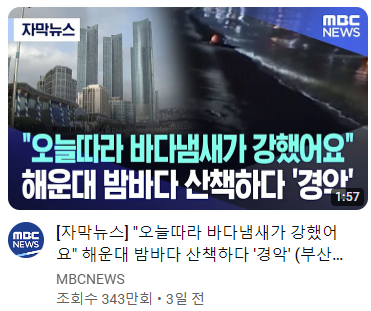 자막뉴스
MBC
NEWS
"오늘따라 바다냄새가 강했어요"
해운대 밤바다 산책하다 '경악'
1:57
MBC
NEWS
[자막뉴스] "오늘따라 바다냄새가 강했어
요" 해운대 밤바다 산책하다 '경악' (부산...
MBCNEWS
조회수 343만회 • 3일 전